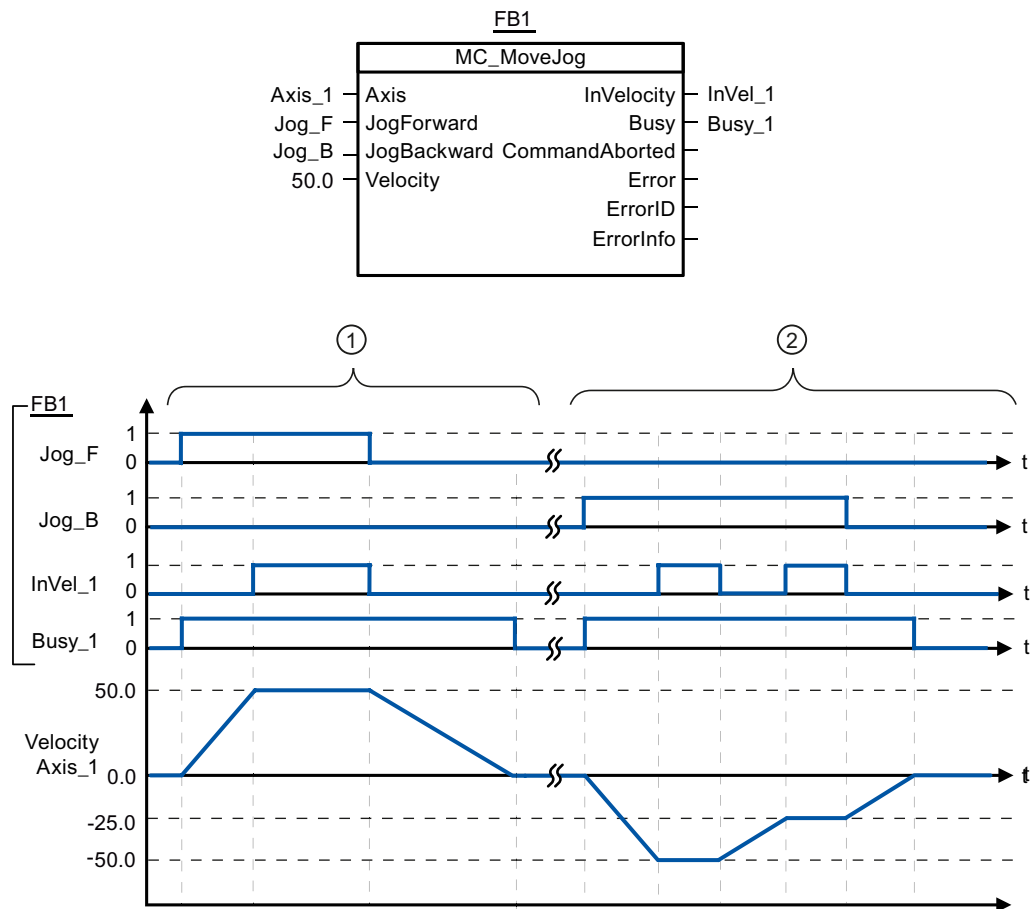 FB1
MC_MoveJog
Axis_1 Axis InVelocity InVel_1
Jog_F JogForward Busy Busy_1
Jog_B JogBackward CommandAborted
50.0 Velocity Error
ErrorID
ErrorInfo
1 2
FB1
1
Jog_F 0 t
1
Jog_B 0 t
1
InVel_1 0 t
1
Busy_1 0 t
50.0
Velocity
Axis_1 0.0 t
-25.0
-50.0